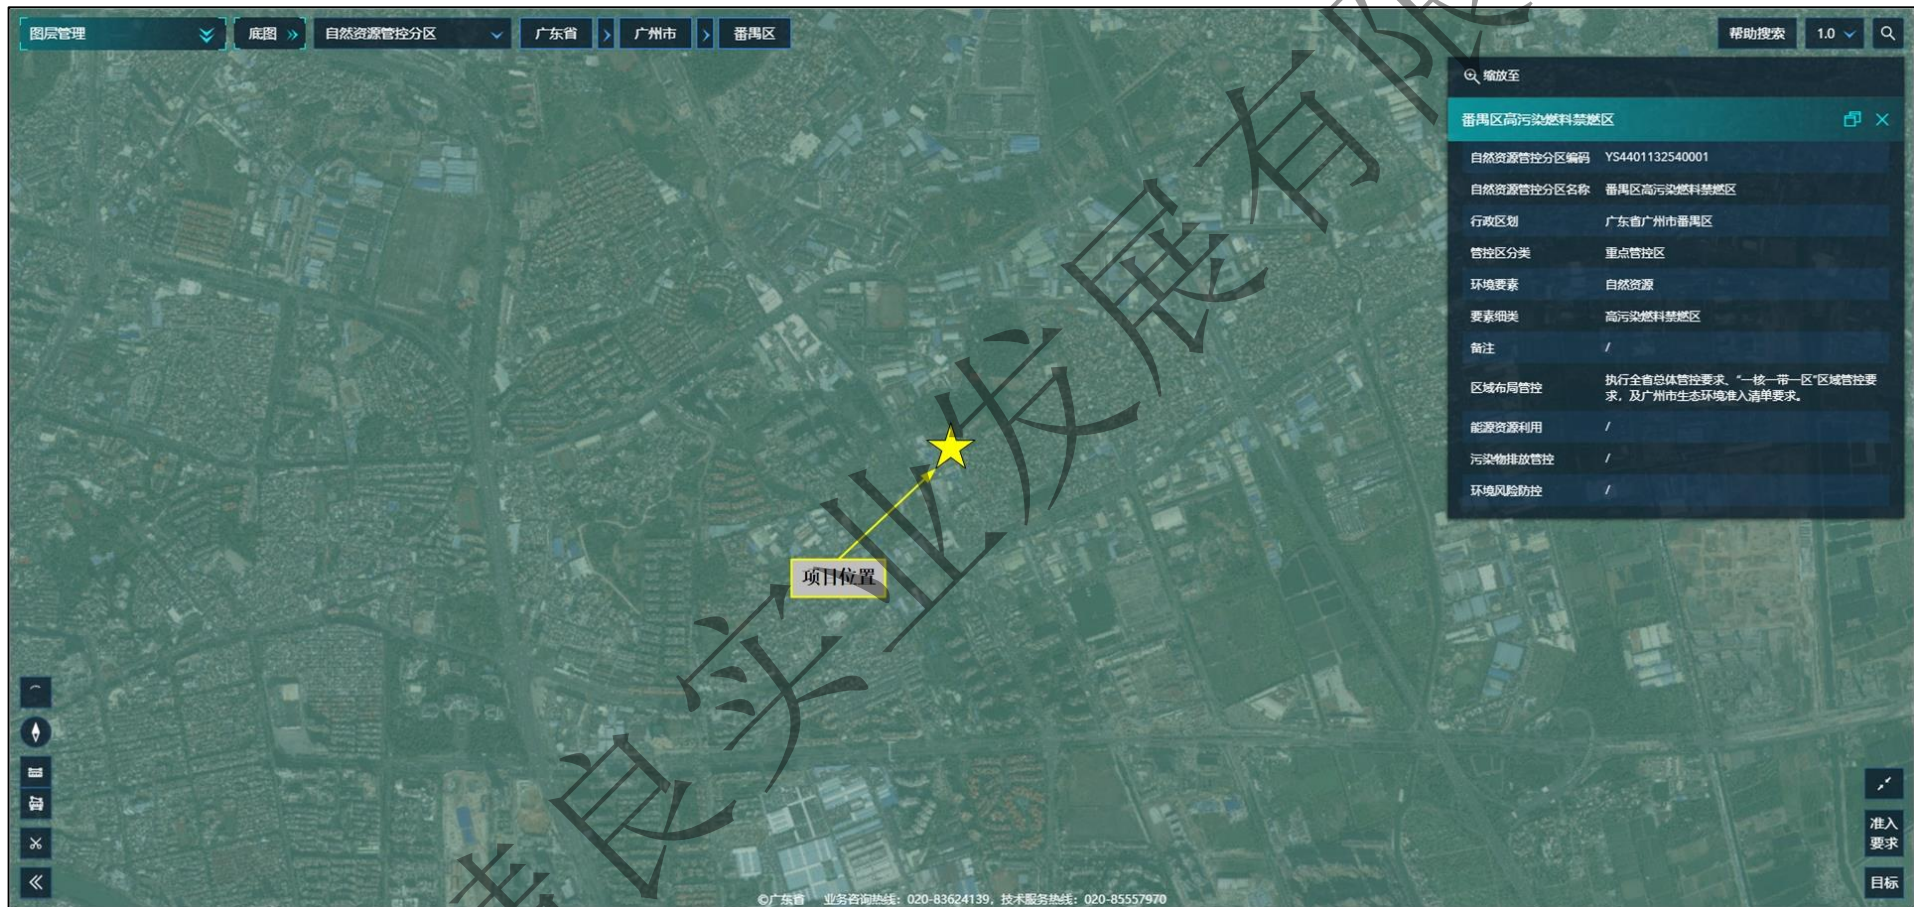 图层管理
底图
自然资源管控分区
广东省
广州市
番禺区
帮助搜索
1.0
缩放至
番禺区高污染燃料禁燃区
自然资源管控分区编码 YS4401132540001
自然资源管控分区名称 番禺区高污染燃料禁燃区
行政区划 广东省广州市番禺区
管控区分类 重点管控区
环境要素 自然资源
要素细类 高污染燃料禁燃区
备注 /
区域布局管控 执行全省总体管控要求、“一核一带一区”区域管控要
求，及广州市生态环境准入清单要求。
能源资源利用 /
污染物排放管控 /
环境风险防控 /
项目位置
良实业发展有限
准入
要求
目标
©广东省 业务咨询热线：020-83624139，技术服务热线：020-85557970